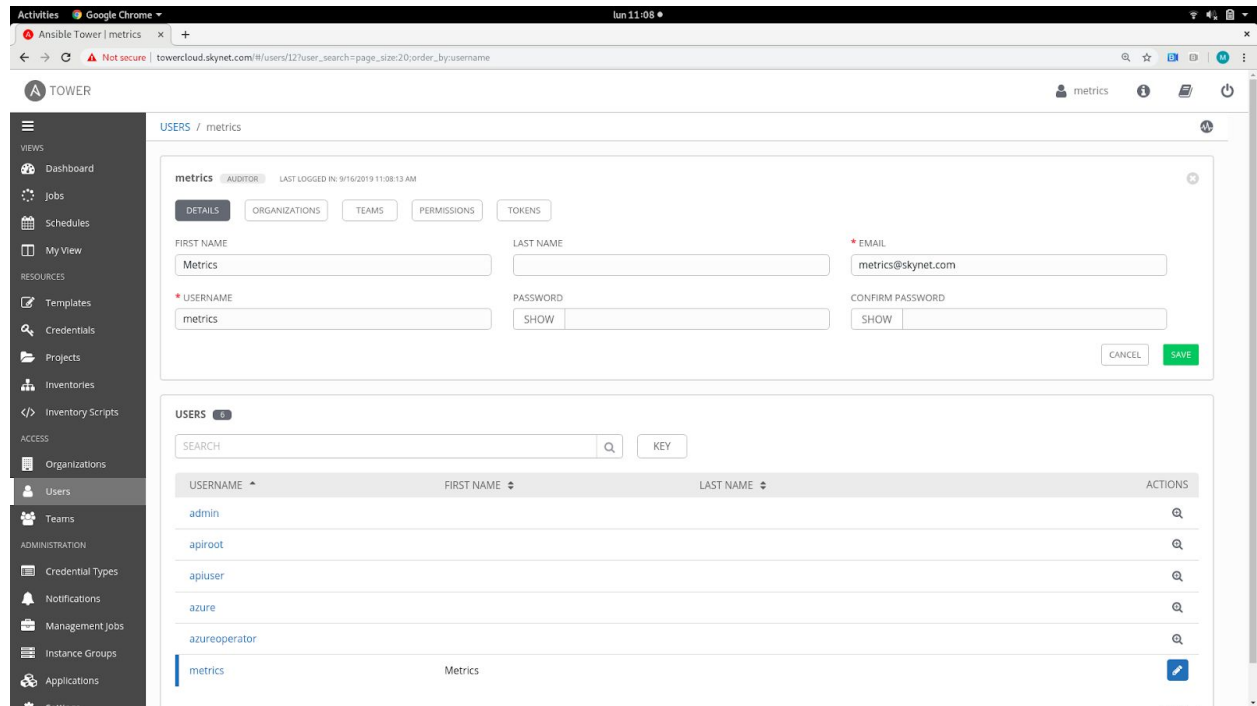 Activities Google Chrome lun 11:08
Ansible Tower | metrics
Not secure | towercloud.skynet.com/#/users/12?user_search=page_size:20;order_by:username
M
A TOWER metrics
USERS / metrics
VIEWS
Dashboard
Jobs
Schedules
My View
RESOURCES
Templates
Credentials
Projects
Inventories
Inventory Scripts
ACCESS
Organizations
Users
Teams
ADMINISTRATION
Credential Types
Notifications
Management Jobs
Instance Groups
Applications
metrics AUDITOR LAST LOGGED IN: 9/16/2019 11:08:13 AM
DETAILS ORGANIZATIONS TEAMS PERMISSIONS TOKENS
FIRST NAME LAST NAME * EMAIL
Metrics metrics@skynet.com
* USERNAME PASSWORD CONFIRM PASSWORD
metrics SHOW SHOW
CANCEL SAVE
USERS 6
SEARCH KEY
USERNAME FIRST NAME LAST NAME ACTIONS
admin
apiroot
apiuser
azure
azureoperator
metrics Metrics